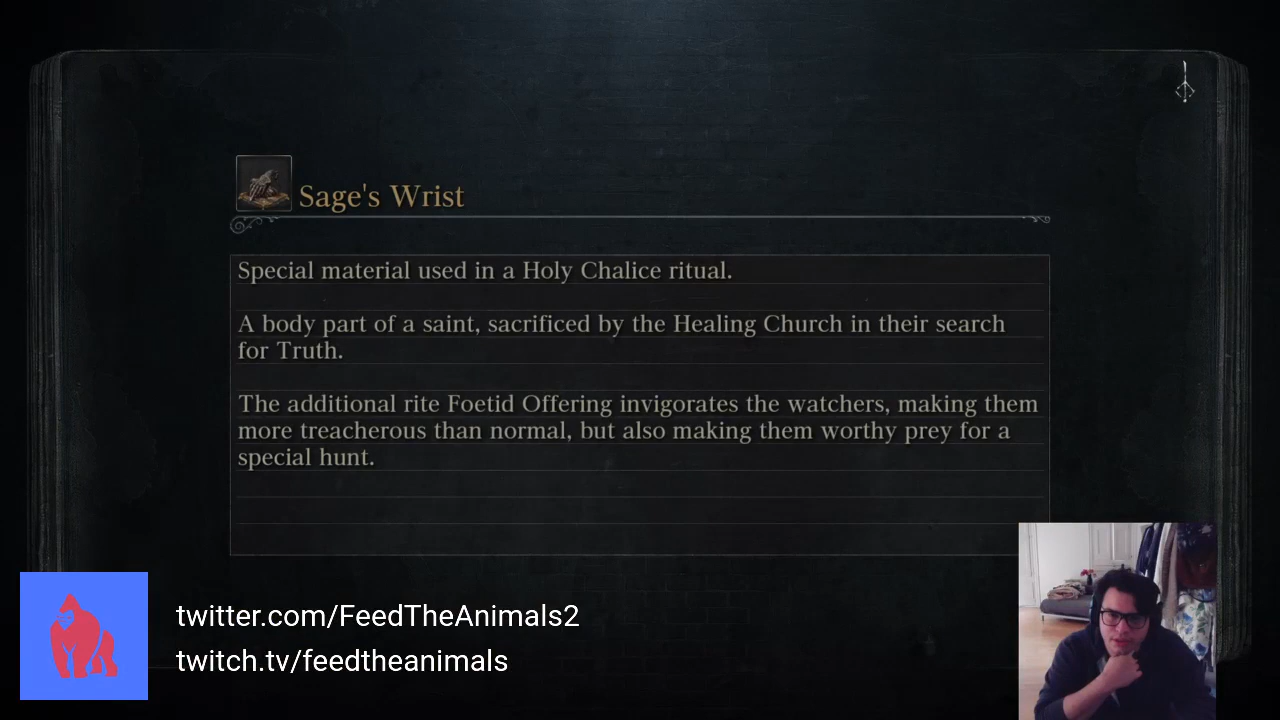 Sage's Wrist
Special material used in a Holy Chalice ritual.
A body part of a saint, sacrificed by the Healing Church in their search
for Truth.
The additional rite Foetid Offering invigorates the watchers, making them
more treacherous than normal, but also making them worthy prey for a
special hunt.
twitter.com/FeedTheAnimals2
twitch.tv/feedtheanimals